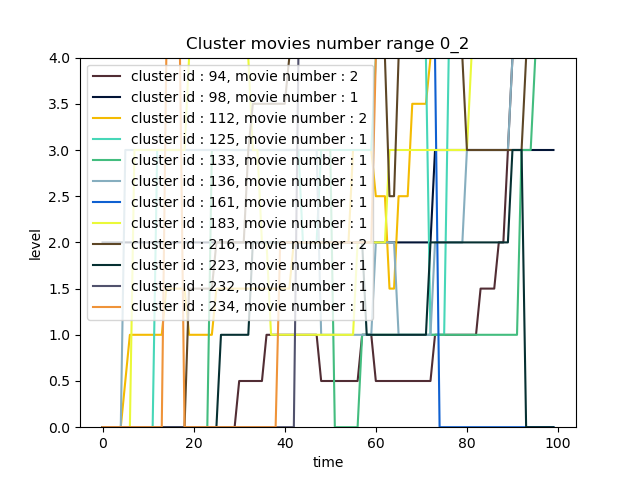 Cluster movies number range 0_2
4.0
3.5
3.0
2.5
2.0
1.5
1.0
0.5
0.0
level
cluster id : 94, movie number : 2
cluster id : 98, movie number : 1
cluster id : 112, movie number : 2
cluster id : 125, movie number : 1
cluster id : 133, movie number : 1
cluster id : 136, movie number : 1
cluster id : 161, movie number : 1
cluster id : 183, movie number : 1
cluster id : 216, movie number : 2
cluster id : 223, movie number : 1
cluster id : 232, movie number : 1
cluster id : 234, movie number : 1
0 20 40 60 80 100
time